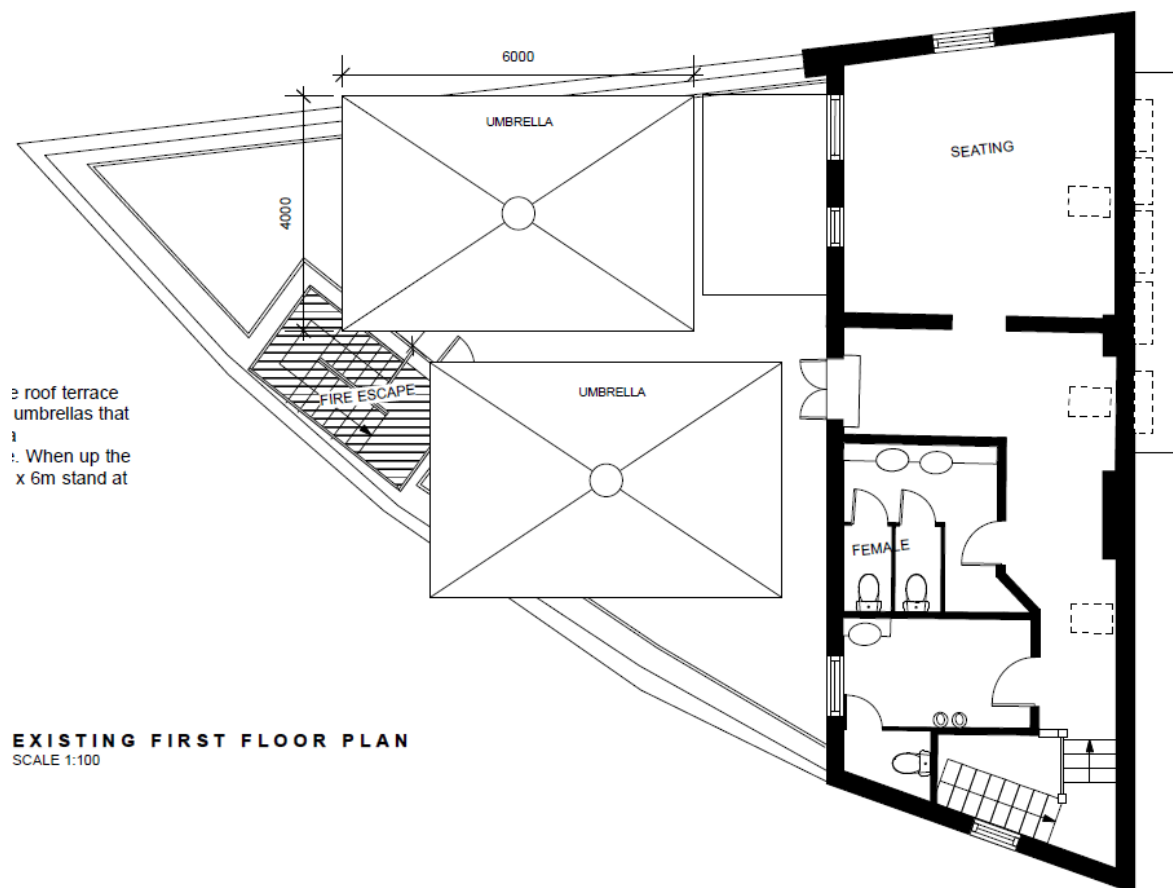 6000
UMBRELLA
SEATING
4000
e roof terrace
umbrellas that
a
e. When up the
x 6m stand at
FIRE ESCAPE
UMBRELLA
FEMALE
EXISTING FIRST FLOOR PLAN
SCALE 1:100